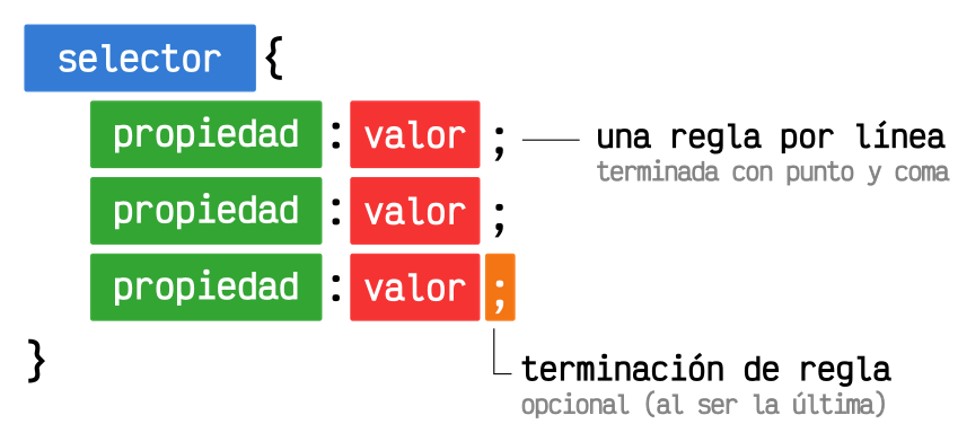 selector {
propiedad : valor ; una regla por línea
terminada con punto y coma
propiedad : valor ;
propiedad : valor ;
}
terminación de regla
opcional (al ser la última)